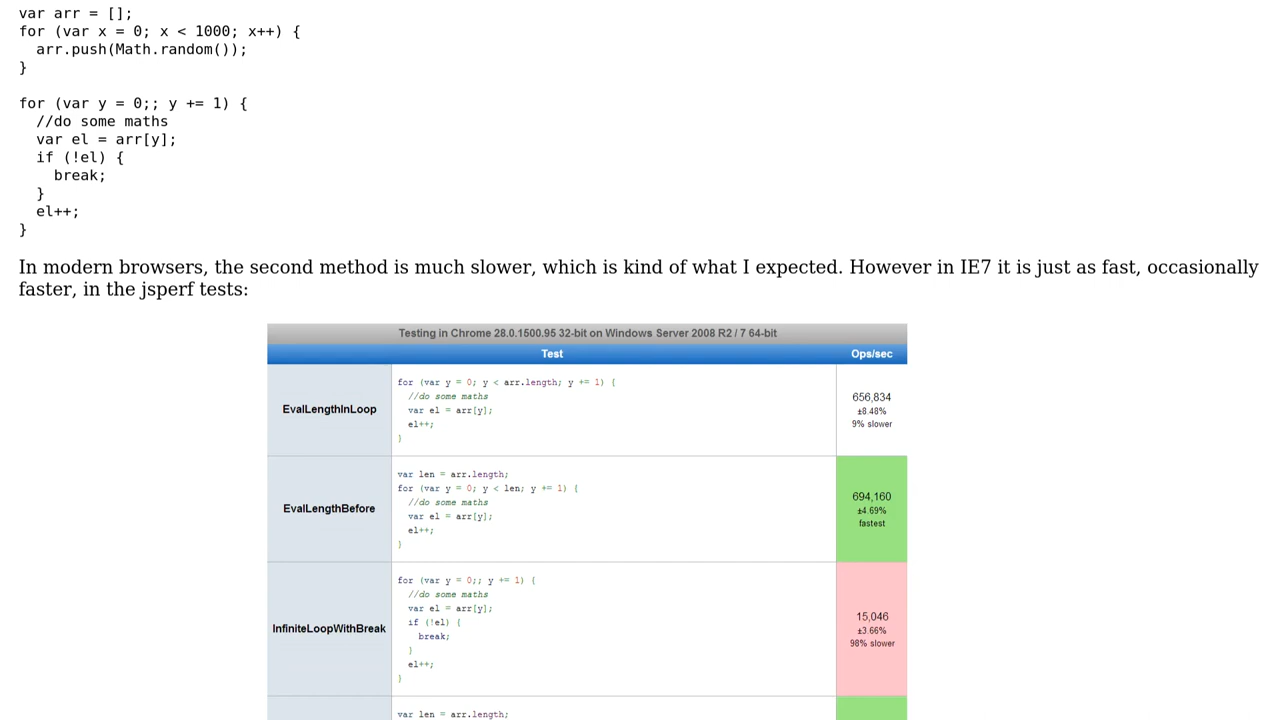 var arr = [];
for (var x = 0; x < 1000; x++) {
  arr.push(Math.random());
}
for (var y = 0;; y += 1) {
  //do some maths
  var el = arr[y];
  if (!el) {
    break;
  }
  el++;
}
In modern browsers, the second method is much slower, which is kind of what I expected. However in IE7 it is just as fast, occasionally
faster, in the jsperf tests:
Testing in Chrome 28.0.1500.95 32-bit on Windows Server 2008 R2 / 7 64-bit
Test Ops/sec
EvalLengthInLoop
for (var y = 0; y < arr.length; y += 1) {
  //do some maths
  var el = arr[y];
  el++;
}
656,834
±8.48%
9% slower
EvalLengthBefore
var len = arr.length;
for (var y = 0; y < len; y += 1) {
  //do some maths
  var el = arr[y];
  el++;
}
694,160
±4.69%
fastest
InfiniteLoopWithBreak
for (var y = 0;; y += 1) {
  //do some maths
  var el = arr[y];
  if (!el) {
    break;
  }
  el++;
}
15,046
±3.66%
98% slower
var len = arr.length;